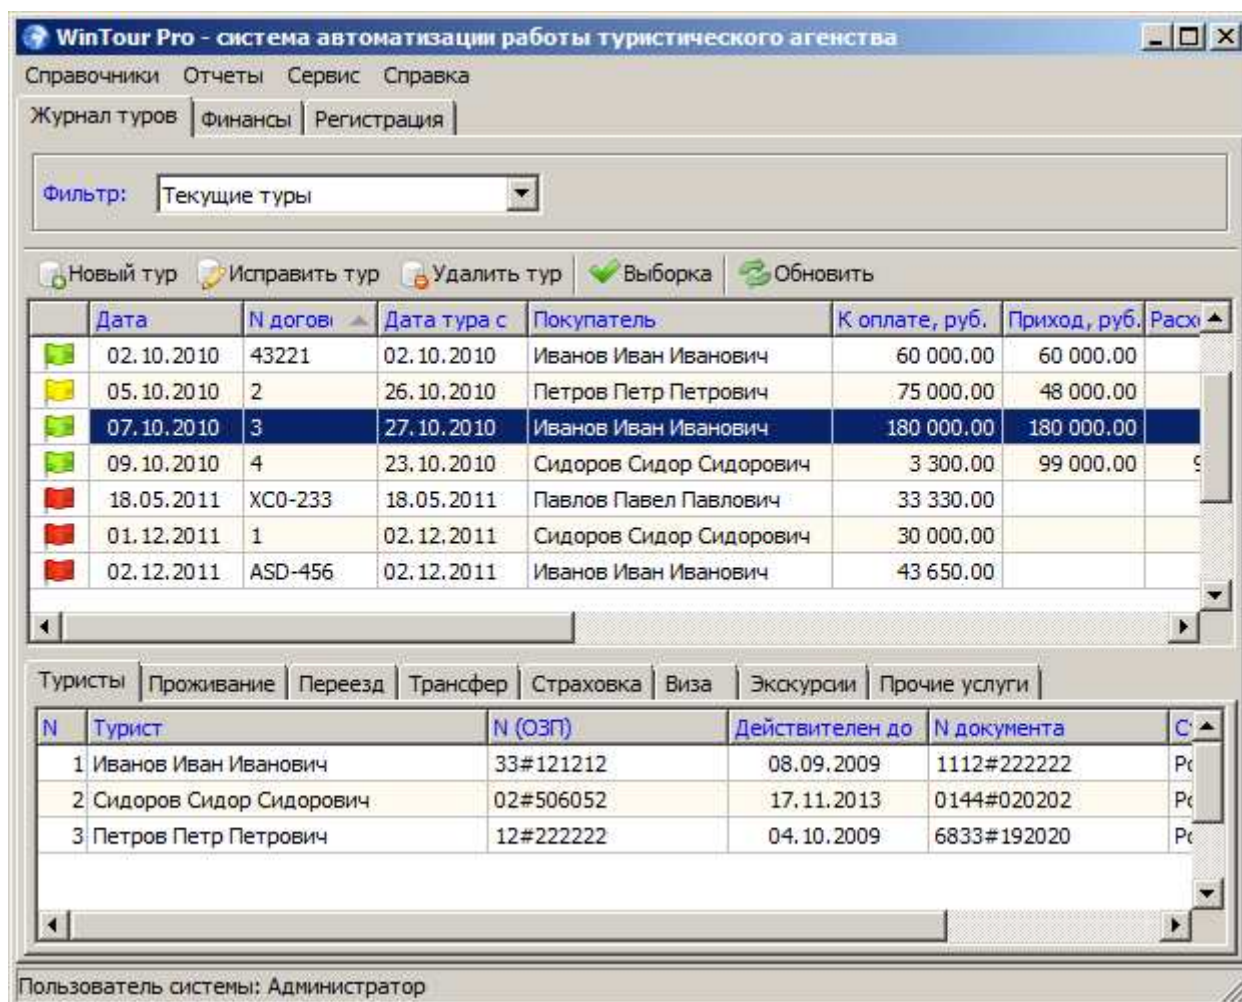 WinTour Pro - система автоматизации работы туристического агенства
Справочники Отчеты Сервис Справка
Журнал туров Финансы Регистрация
Фильтр: Текущие туры
Новый тур Исправить тур Удалить тур Выборка Обновить
Дата N догов Дата тура с Покупатель К оплате, руб. Приход, руб. Расх
02.10.2010 43221 02.10.2010 Иванов Иван Иванович 60 000.00 60 000.00
05.10.2010 2 26.10.2010 Петров Петр Петрович 75 000.00 48 000.00
07.10.2010 3 27.10.2010 Иванов Иван Иванович 180 000.00 180 000.00
09.10.2010 4 23.10.2010 Сидоров Сидор Сидорович 3 300.00 99 000.00
18.05.2011 XC0-233 18.05.2011 Павлов Павел Павлович 33 330.00
01.12.2011 1 02.12.2011 Сидоров Сидор Сидорович 30 000.00
02.12.2011 ASD-456 02.12.2011 Иванов Иван Иванович 43 650.00
Туристы Проживание Переезд Трансфер Страховка Виза Экскурсии Прочие услуги
N Турист N (ОЗП) Действителен до N документа С
1 Иванов Иван Иванович 33#121212 08.09.2009 1112#222222 Ро
2 Сидоров Сидор Сидорович 02#506052 17.11.2013 0144#020202 Ро
3 Петров Петр Петрович 12#222222 04.10.2009 6833#192020 Ро
Пользователь системы: Администратор